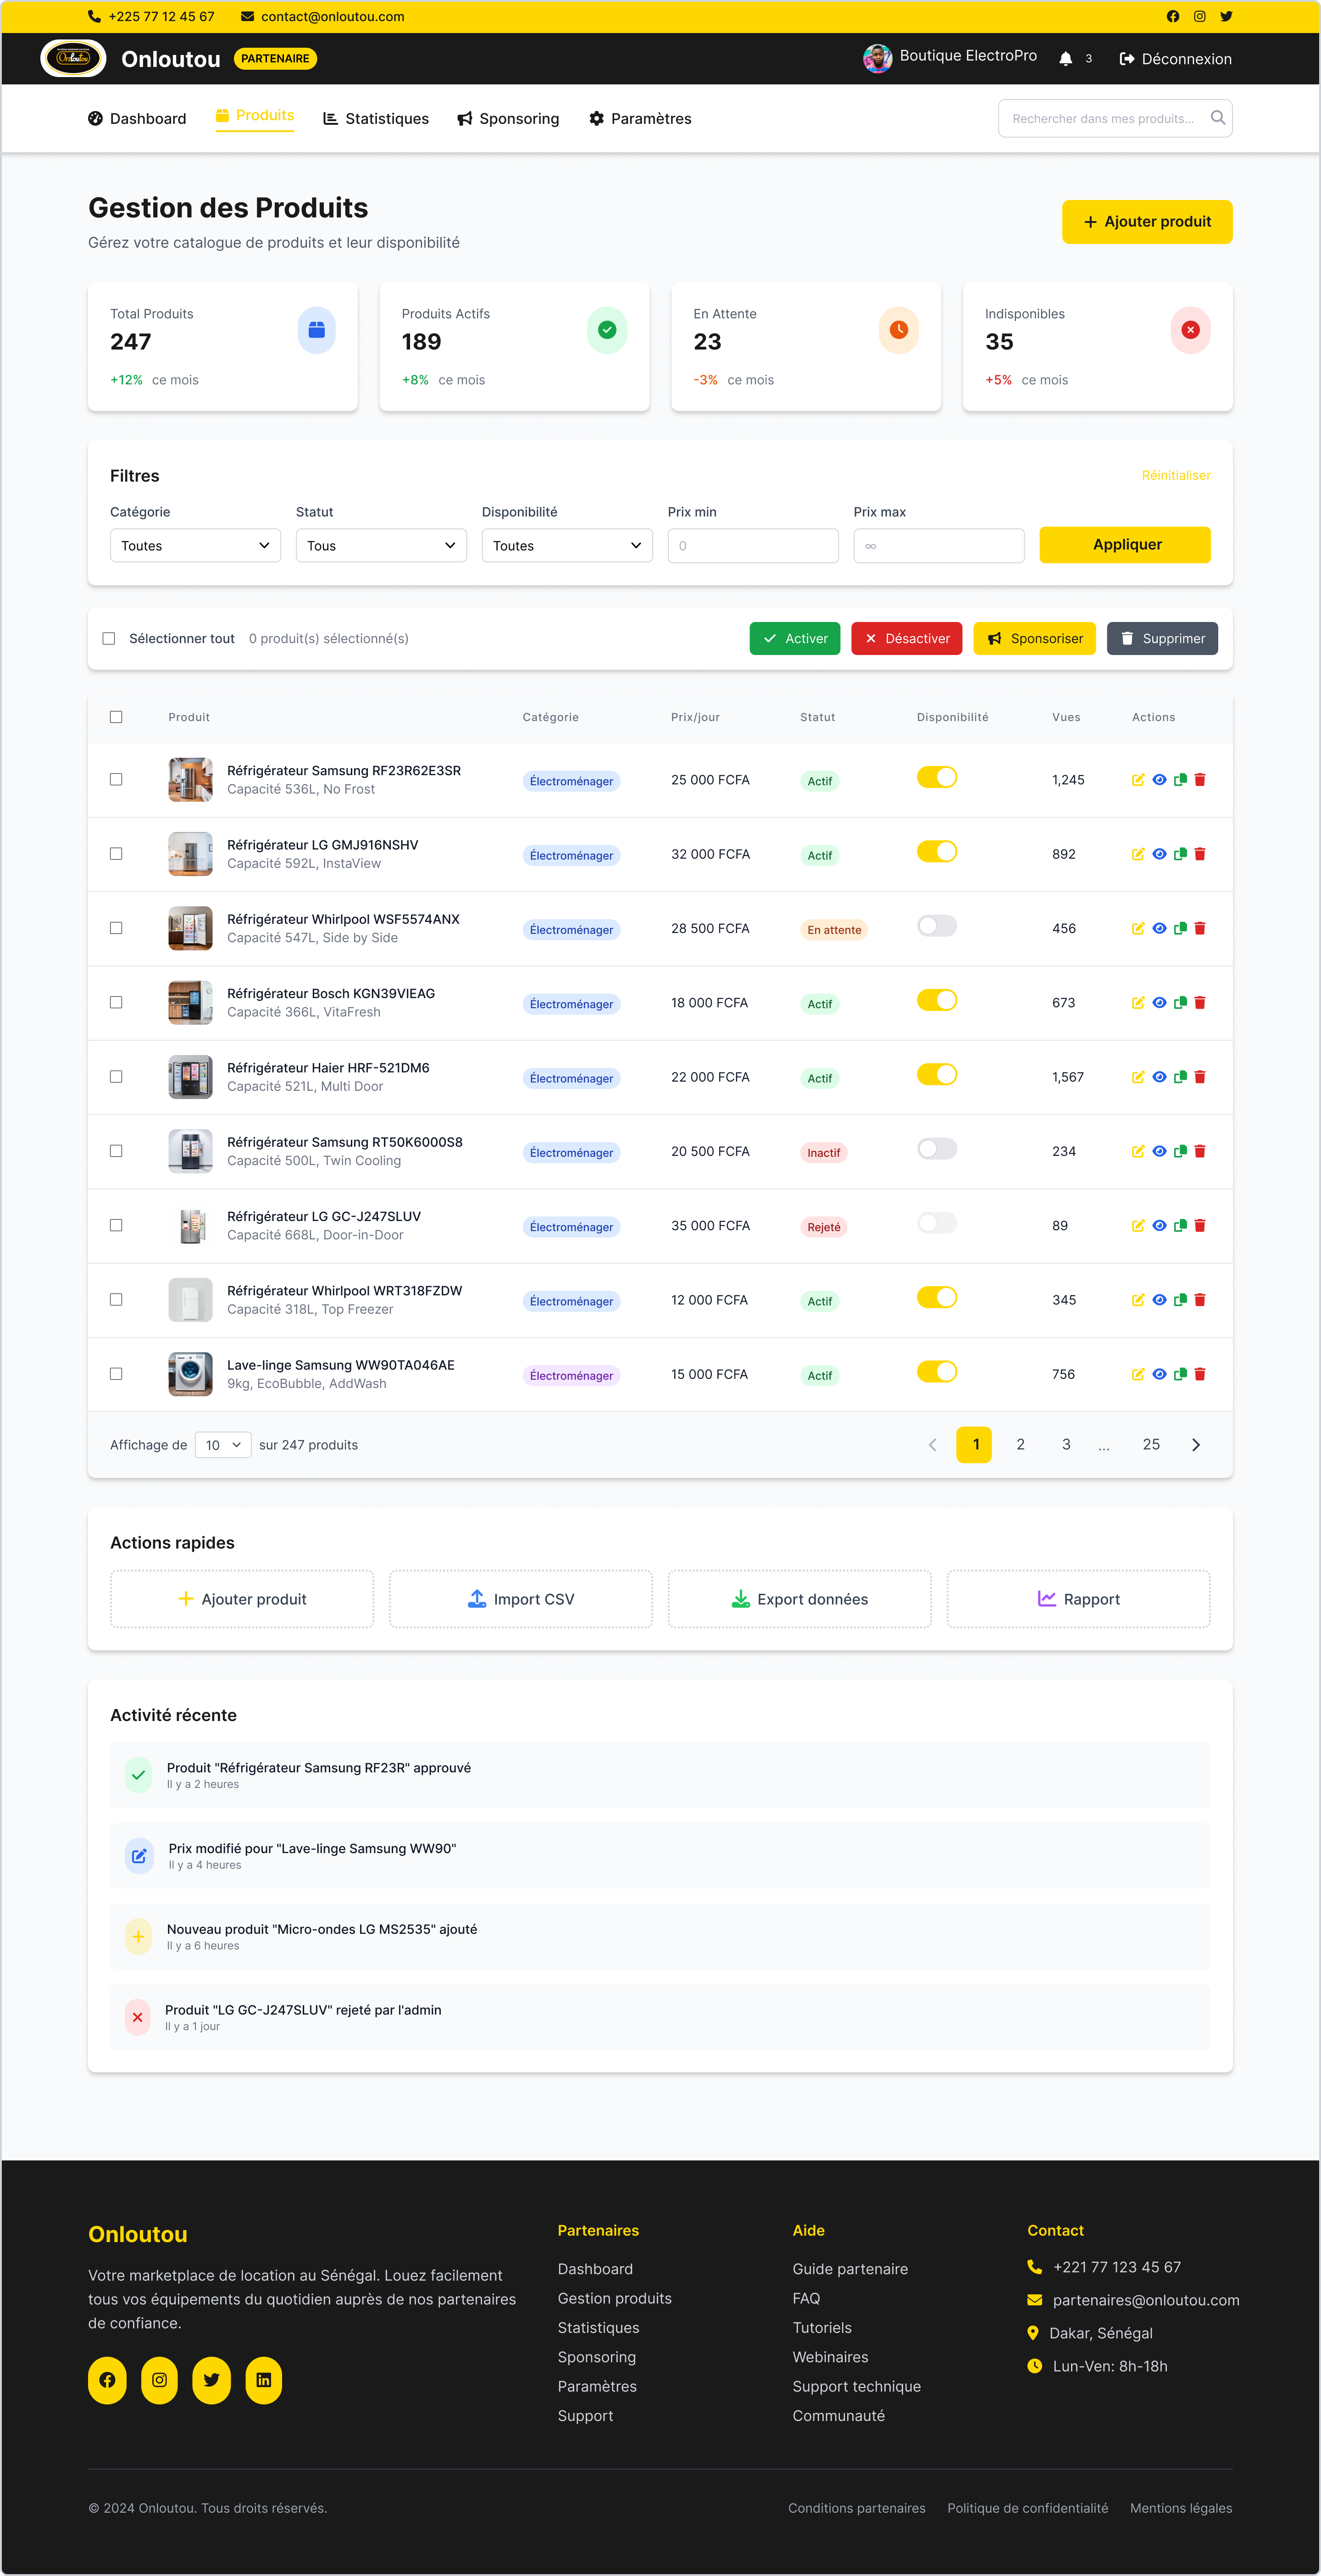 +225 77 12 45 67 contact@onloutou.com
Onloutou PARTENAIRE Boutique ElectroPro 3 Déconnexion
Dashboard Produits Statistiques Sponsoring Paramètres Rechercher dans mes produits...
Gestion des Produits
Gérez votre catalogue de produits et leur disponibilité
+ Ajouter produit
Total Produits
247
+12% ce mois
Produits Actifs
189
+8% ce mois
En Attente
23
-3% ce mois
Indisponibles
35
+5% ce mois
Filtres Réinitialiser
Catégorie Statut Disponibilité Prix min Prix max
Toutes Tous Toutes 0 ∞ Appliquer
Sélectionner tout 0 produit(s) sélectionné(s) Activer Désactiver Sponsoriser Supprimer
Produit Catégorie Prix/jour Statut Disponibilité Vues Actions
Réfrigérateur Samsung RF23R62E3SR
Capacité 536L, No Frost
Électroménager 25 000 FCFA Actif 1,245
Réfrigérateur LG GMJ916NSHV
Capacité 592L, InstaView
Électroménager 32 000 FCFA Actif 892
Réfrigérateur Whirlpool WSF5574ANX
Capacité 547L, Side by Side
Électroménager 28 500 FCFA En attente 456
Réfrigérateur Bosch KGN39VIEAG
Capacité 366L, VitaFresh
Électroménager 18 000 FCFA Actif 673
Réfrigérateur Haier HRF-521DM6
Capacité 521L, Multi Door
Électroménager 22 000 FCFA Actif 1,567
Réfrigérateur Samsung RT50K6000S8
Capacité 500L, Twin Cooling
Électroménager 20 500 FCFA Inactif 234
Réfrigérateur LG GC-J247SLUV
Capacité 668L, Door-in-Door
Électroménager 35 000 FCFA Rejeté 89
Réfrigérateur Whirlpool WRT318FZDW
Capacité 318L, Top Freezer
Électroménager 12 000 FCFA Actif 345
Lave-linge Samsung WW90TA046AE
9kg, EcoBubble, AddWash
Électroménager 15 000 FCFA Actif 756
Affichage de 10 sur 247 produits 1 2 3 ... 25
Actions rapides
Ajouter produit Import CSV Export données Rapport
Activité récente
Produit "Réfrigérateur Samsung RF23R" approuvé
Il y a 2 heures
Prix modifié pour "Lave-linge Samsung WW90"
Il y a 4 heures
Nouveau produit "Micro-ondes LG MS2535" ajouté
Il y a 6 heures
Produit "LG GC-J247SLUV" rejeté par l'admin
Il y a 1 jour
Onloutou
Votre marketplace de location au Sénégal. Louez facilement
tous vos équipements du quotidien auprès de nos partenaires
de confiance.
Partenaires
Dashboard
Gestion produits
Statistiques
Sponsoring
Paramètres
Support
Aide
Guide partenaire
FAQ
Tutoriels
Webinaires
Support technique
Communauté
Contact
+221 77 123 45 67
partenaires@onloutou.com
Dakar, Sénégal
Lun-Ven: 8h-18h
© 2024 Onloutou. Tous droits réservés. Conditions partenaires Politique de confidentialité Mentions légales